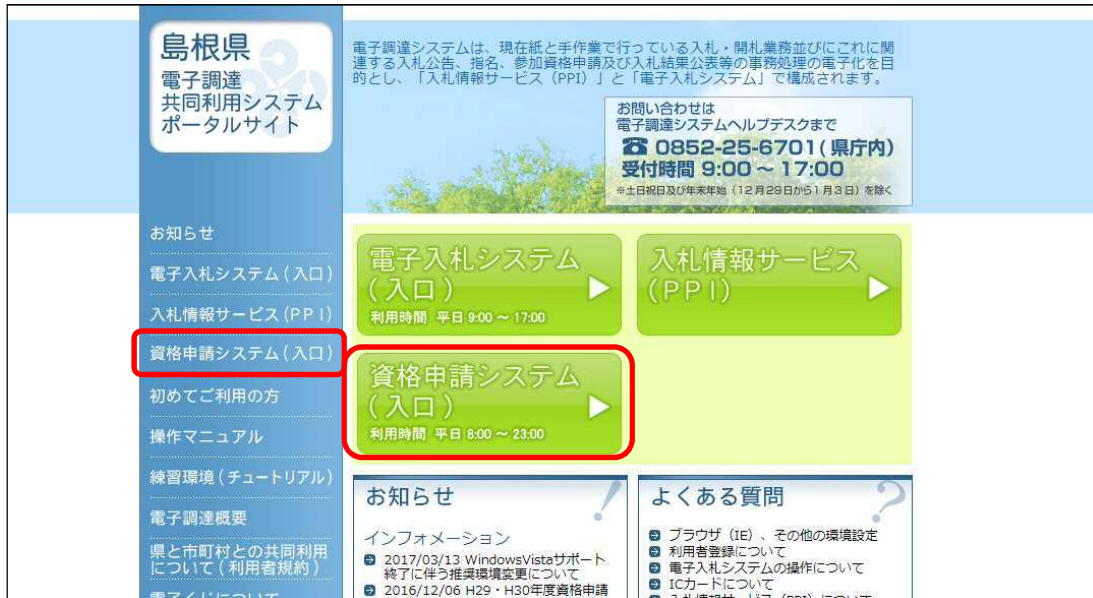 島根県
電子調達
共同利用システム
ポータルサイト
電子調達システムは、現在紙と手作業で行っている入札・開札業務並びにこれに関
連する入札公告、指名、参加資格申請及び入札結果公表等の事務処理の電子化を目
的とし、「入札情報サービス（PPI）」と「電子入札システム」で構成されます。
お問い合わせは
電子調達システムヘルプデスクまで
☎ 0852-25-6701(県庁内)
受付時間 9:00～17:00
※土日祝日及び年末年始（12月29日から1月3日）を除く
お知らせ
電子入札システム(入口)
入札情報サービス(PPI)
資格申請システム(入口)
初めてご利用の方
操作マニュアル
練習環境(チュートリアル)
電子調達概要
県と市町村との共同利用
について(利用者規約)
電子くじについて
電子入札システム
(入口)
利用時間 平日 9:00～17:00
入札情報サービス
(PPI)
資格申請システム
(入口)
利用時間 平日 8:00～23:00
お知らせ
インフォメーション
2017/03/13 WindowsVistaサポート
終了に伴う推奨環境変更について
2016/12/06 H29・H30年度資格申請
よくある質問
ブラウザ（IE）、その他の環境設定
利用者登録について
電子入札システムの操作について
ICカードについて
入札情報サービス（PPI）について